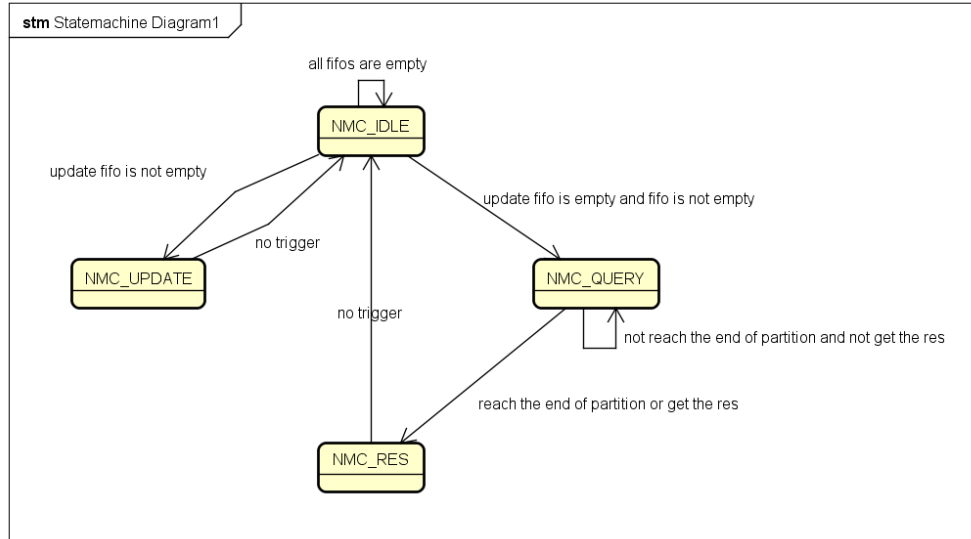 stm Statemachine Diagram1
all fifos are empty
NMC_IDLE
update fifo is not empty
update fifo is empty and fifo is not empty
no trigger
NMC_UPDATE
NMC_QUERY
no trigger
not reach the end of partition and not get the res
reach the end of partition or get the res
NMC_RES